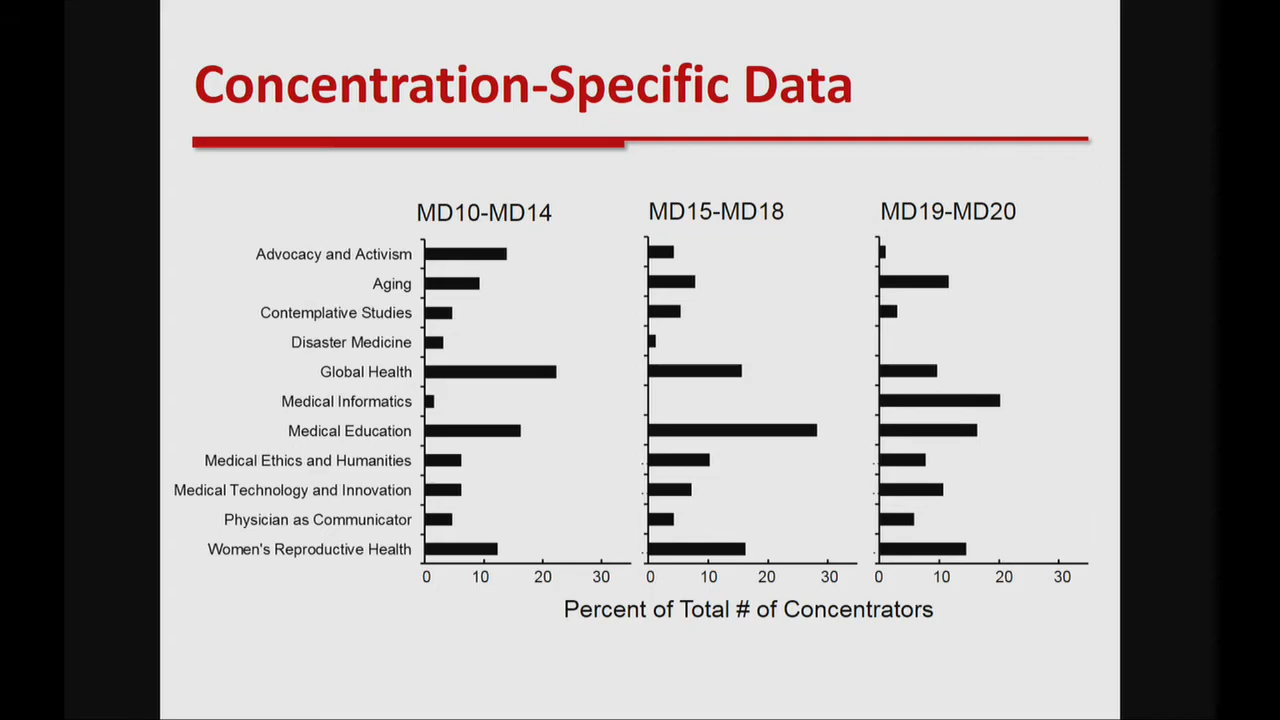 Concentration-Specific Data
MD10-MD14 MD15-MD18 MD19-MD20
Advocacy and Activism
Aging
Contemplative Studies
Disaster Medicine
Global Health
Medical Informatics
Medical Education
Medical Ethics and Humanities
Medical Technology and Innovation
Physician as Communicator
Women's Reproductive Health
0 10 20 30 0 10 20 30 0 10 20 30
Percent of Total # of Concentrators